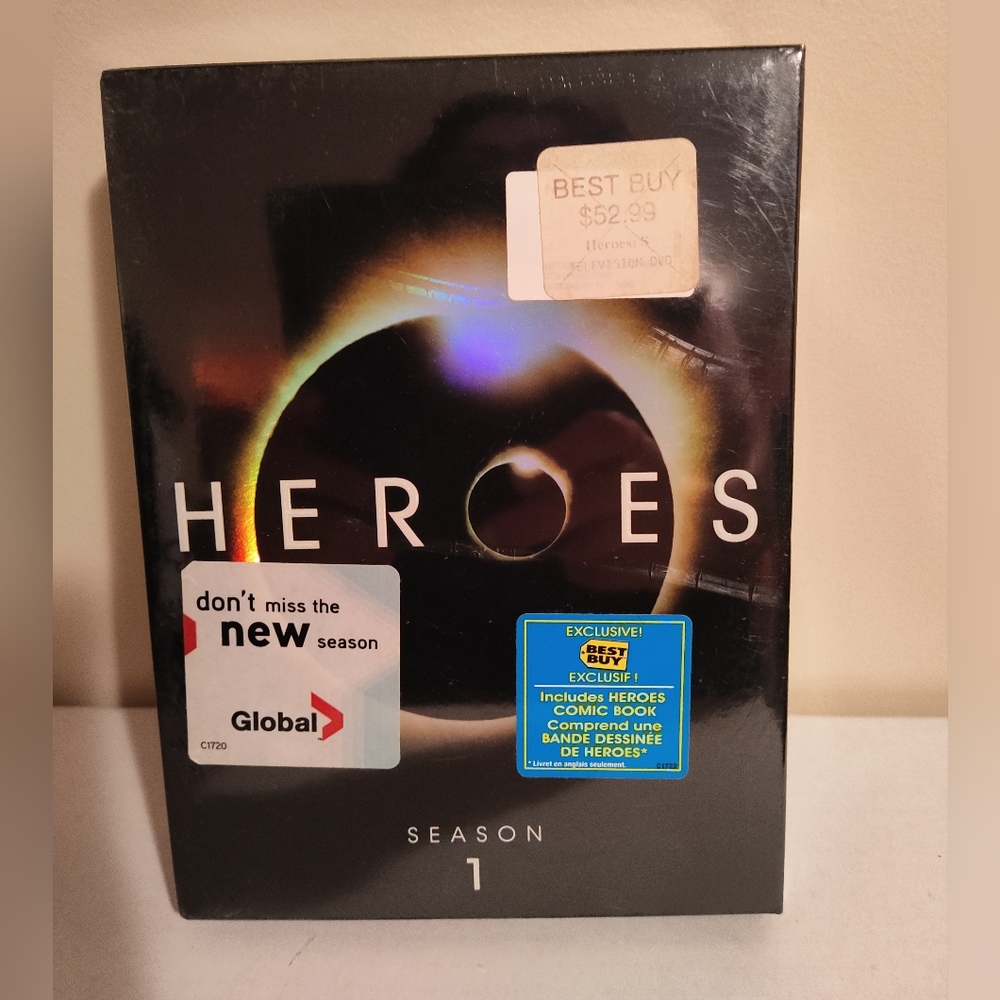 BEST BUY
$52.99
Heroes: S
TELEVISION DVD
HEROES
don't miss the
new season
Global
C1720
EXCLUSIVE!
BEST
BUY
EXCLUSIF !
Includes HEROES
COMIC BOOK
Comprend une
BANDE DESSINÉE
DE HEROES*
* Livret en anglais seulement.
C1722
SEASON
1